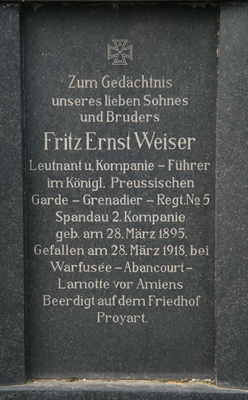 Zum Gedächtnis
unseres lieben Sohnes
und Bruders
Fritz Ernst Weiser
Leutnant u. Kompanie – Führer
im Königl. Preussischen
Garde – Grenadier – Regt. No 5
Spandau 2. Kompanie
geb. am 28. März 1895.
Gefallen am 28. März 1918, bei
Warfusée – Abancourt –
Lamotte vor Amiens
Beerdigt auf dem Friedhof
Proyart.